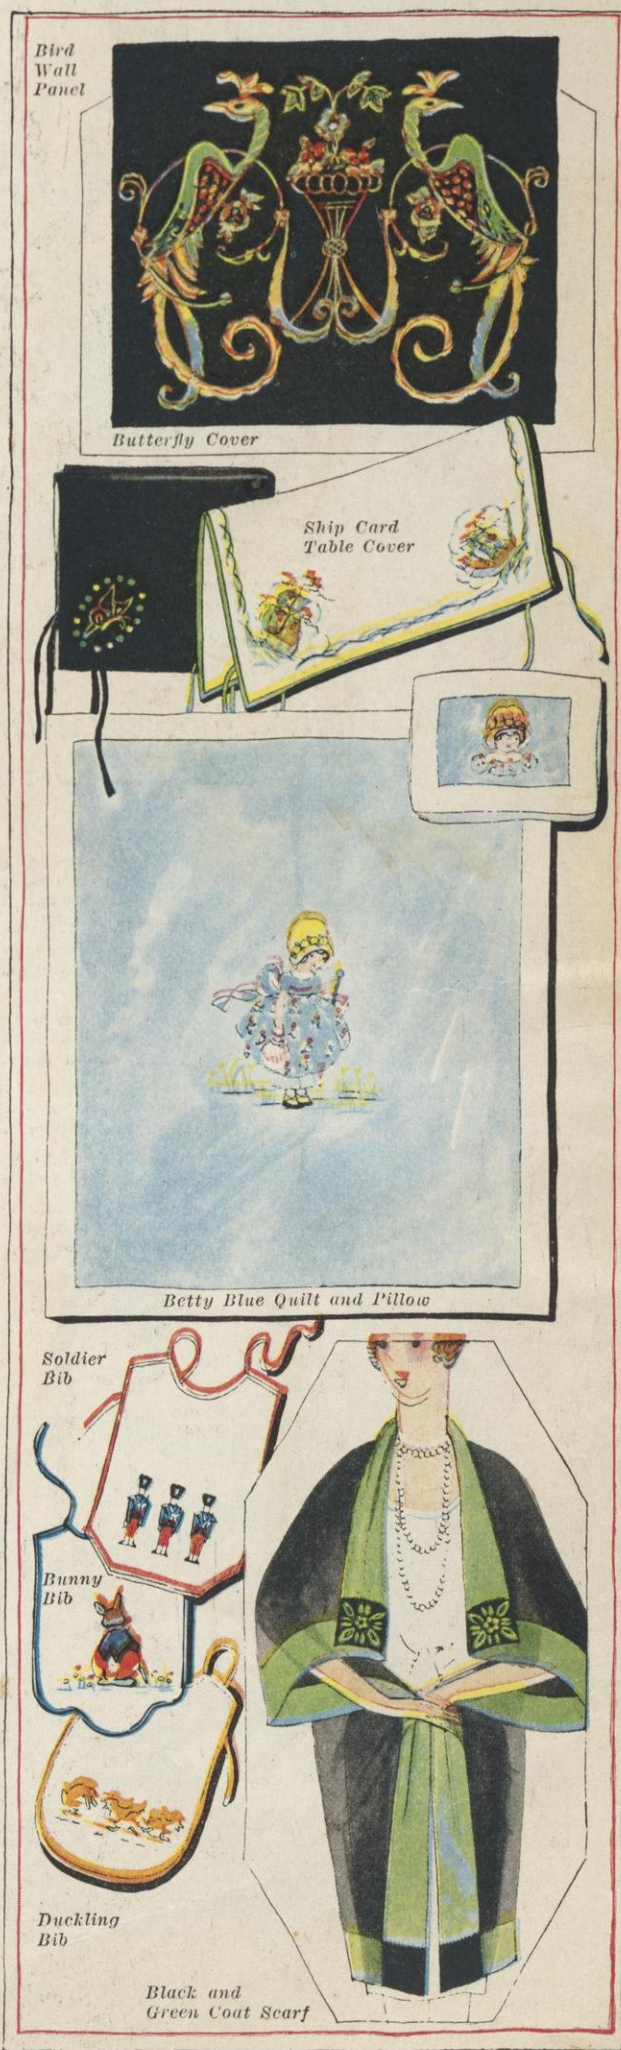 Bird
Wall
Panel
Butterfly Cover
Ship Card
Table Cover
Betty Blue Quilt and Pillow
Soldier
Bib
Bunny
Bib
Duckling
Bib
Black and
Green Coat Scarf